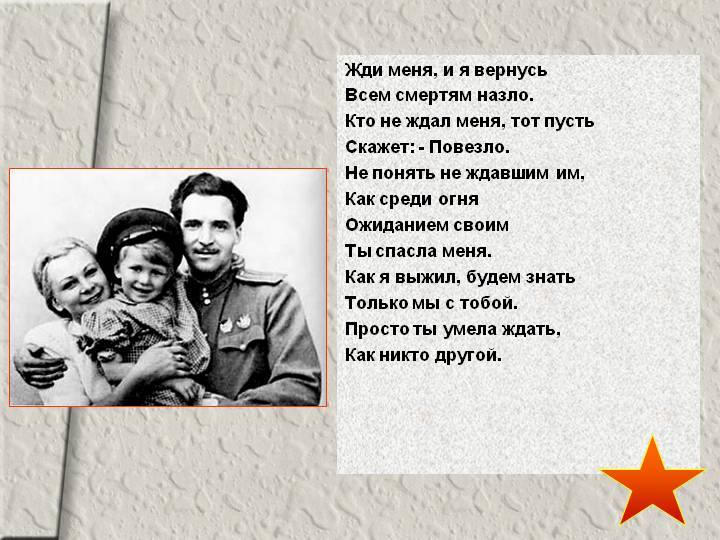 Жди меня, и я вернусь
Всем смертям назло.
Кто не ждал меня, тот пусть
Скажет: - Повезло.
Не понять не ждавшим им,
Как среди огня
Ожиданием своим
Ты спасла меня.
Как я выжил, будем знать
Только мы с тобой.
Просто ты умела ждать,
Как никто другой.